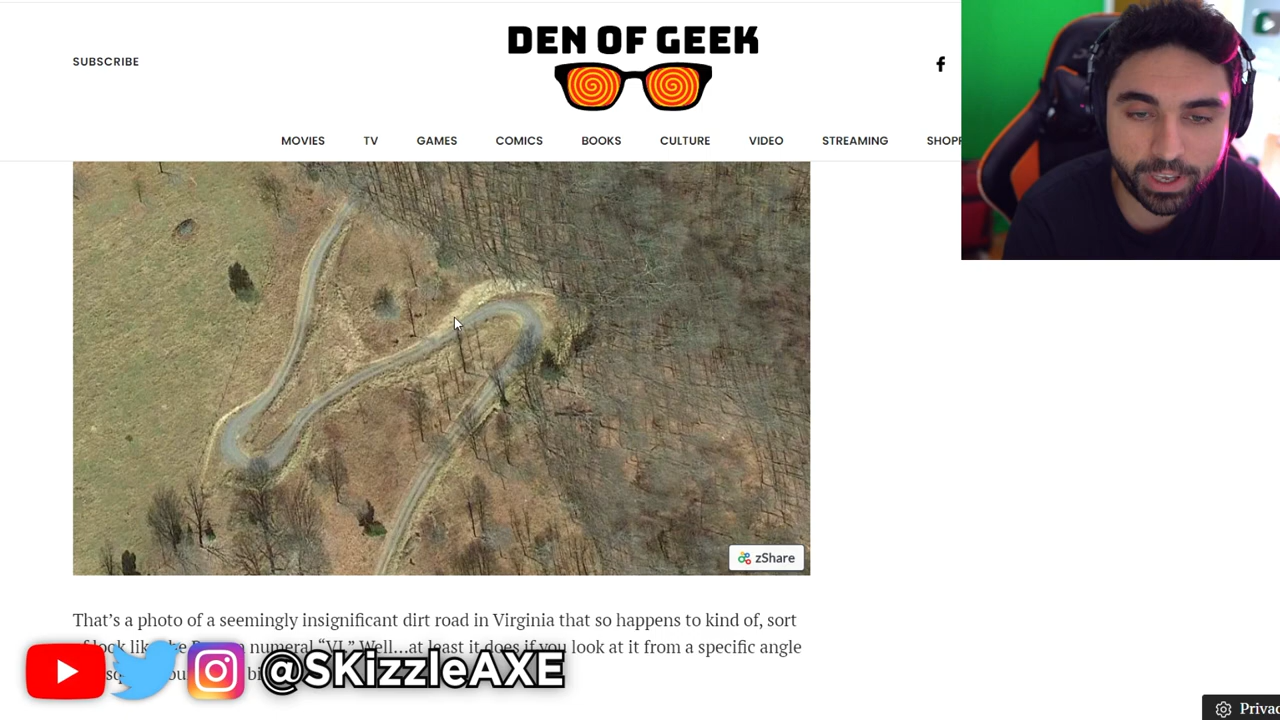 DEN OF GEEK
SUBSCRIBE
MOVIES TV GAMES COMICS BOOKS CULTURE VIDEO STREAMING
zShare
That's a photo of a seemingly insignificant dirt road in Virginia that so happens to kind of, sort
look numeral “VI.” Well...at least it does if you look at it from a specific angle
@SKizzleAXE